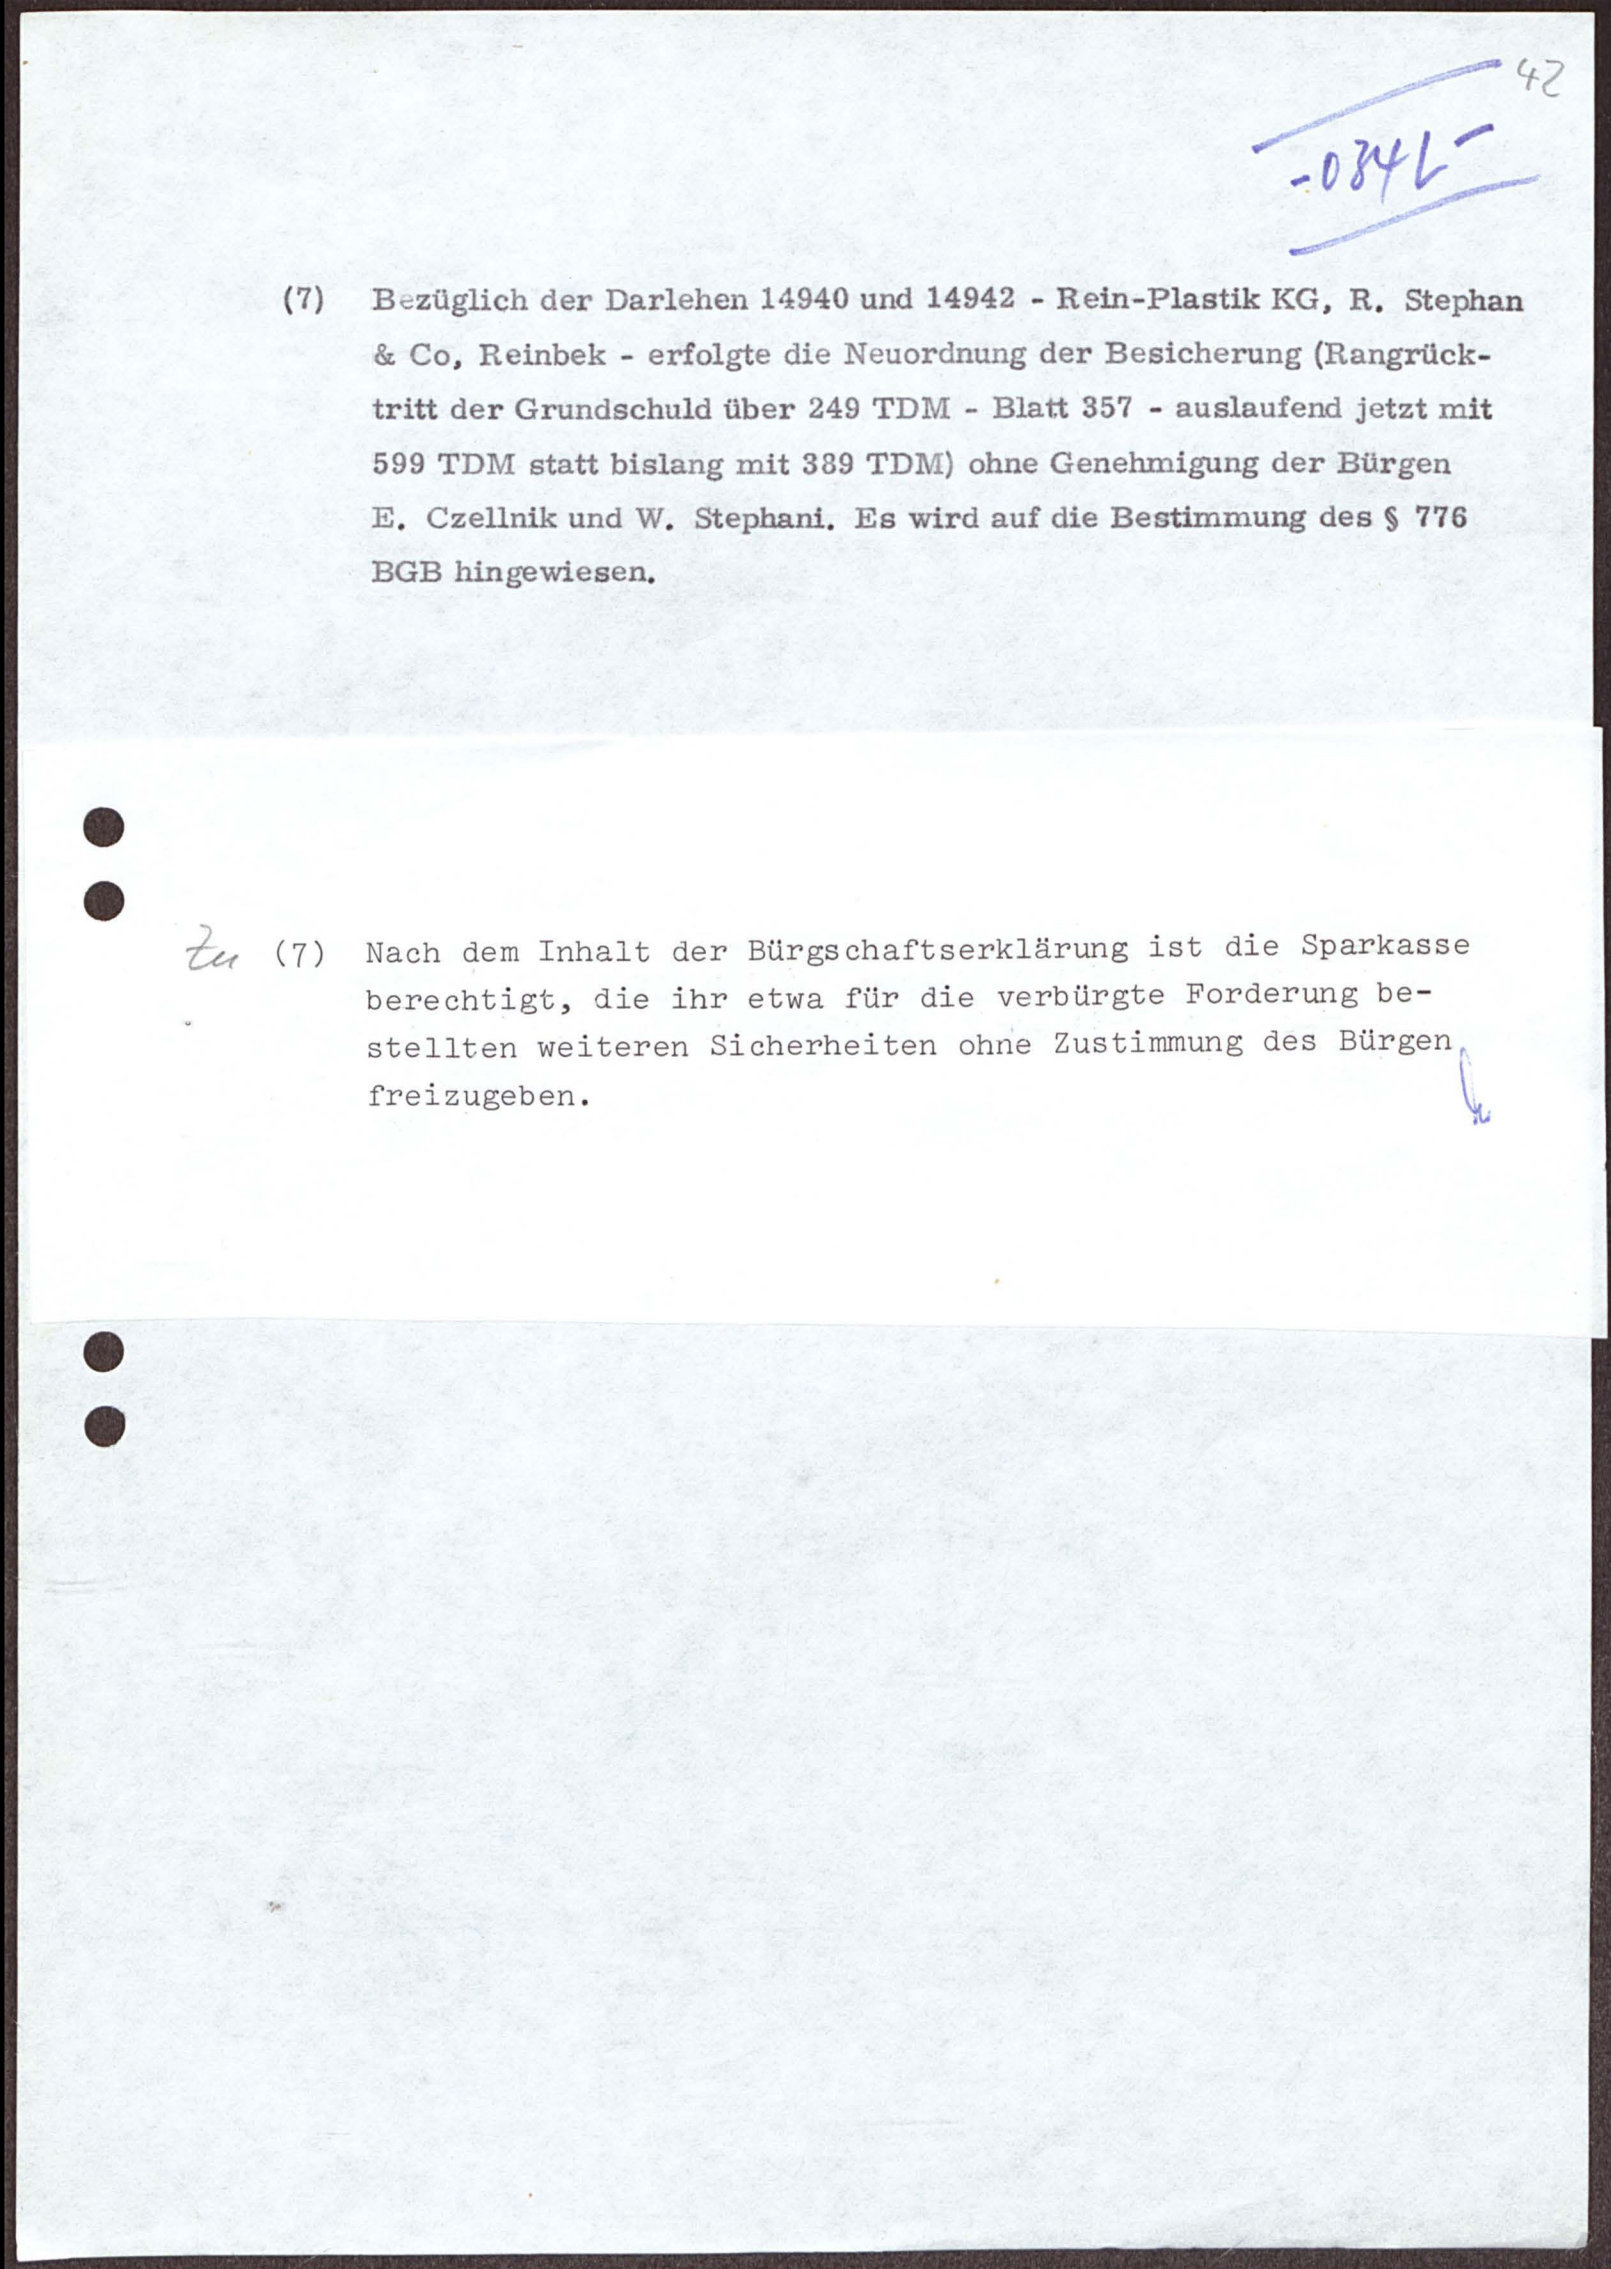 42
(7) Bezüglich der Darlehen 14940 und 14942 - Rein-Plastik KG, R. Stephan
& Co, Reinbek - erfolgte die Neuordnung der Besicherung (Rangrück-
tritt der Grundschuld über 249 TDM - Blatt 357 - auslaufend jetzt mit
599 TDM statt bislang mit 389 TDM) ohne Genehmigung der Bürgen
E. Czellnik und W. Stephani. Es wird auf die Bestimmung des § 776
BGB hingewiesen.
Zu (7) Nach dem Inhalt der Bürgschaftserklärung ist die Sparkasse
berechtigt, die ihr etwa für die verbürgte Forderung be-
stellten weiteren Sicherheiten ohne Zustimmung des Bürgen
freizugeben.